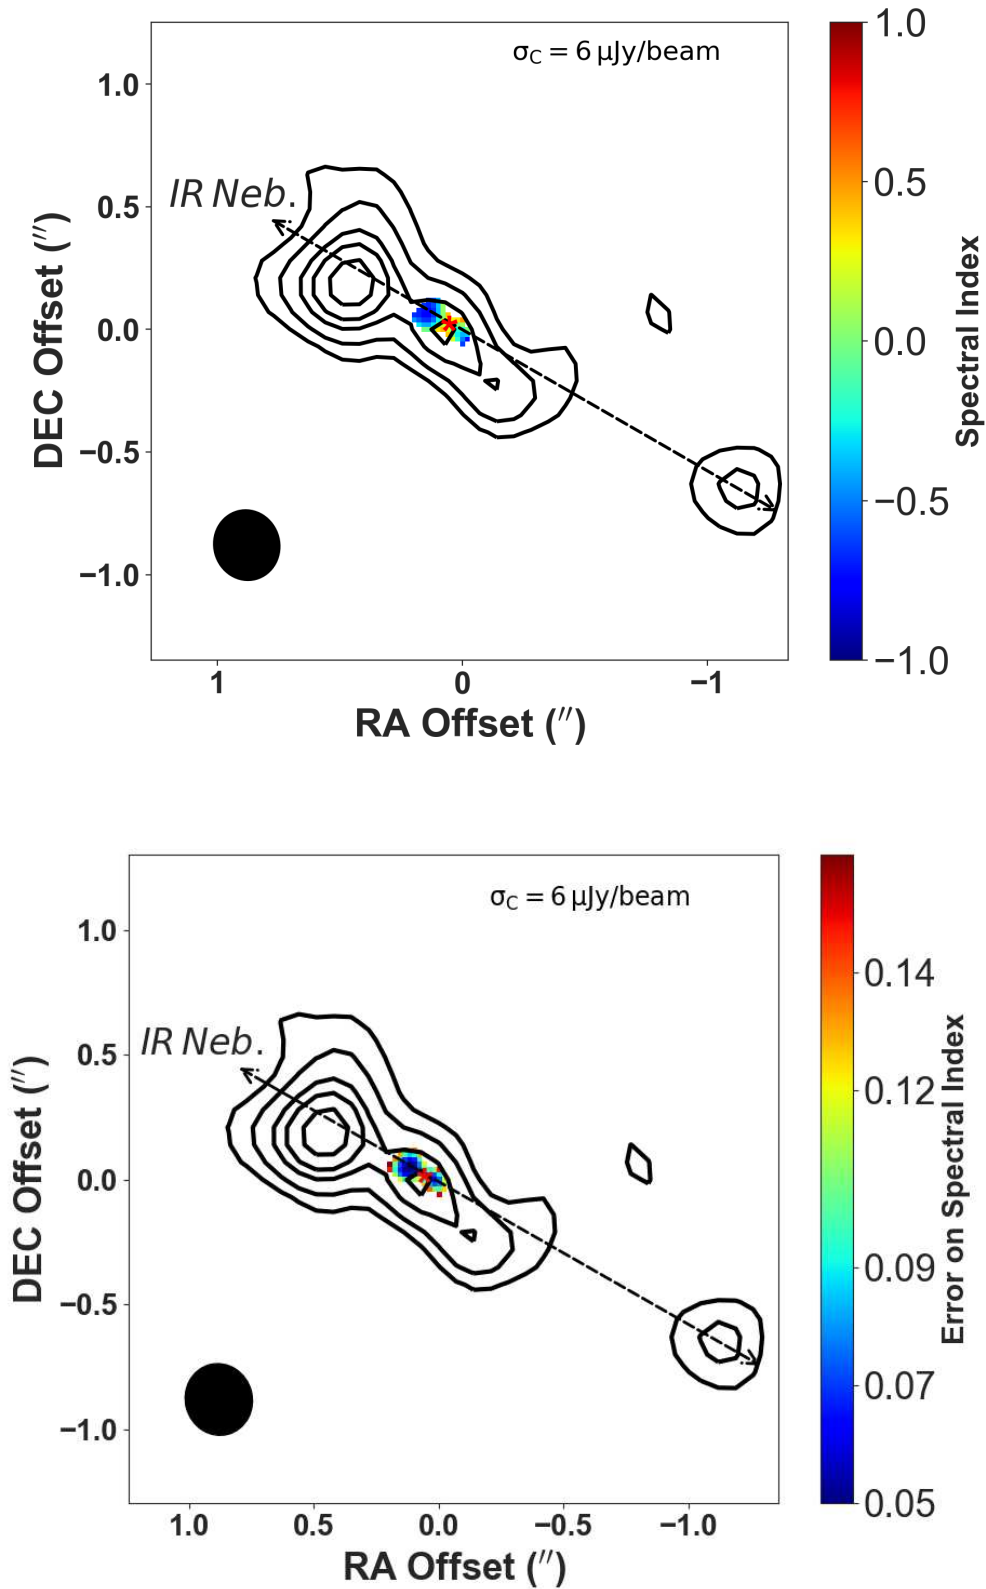 σC = 6 μJy/beam
1.0
0.5
0.0
−0.5
−1.0
IR Neb.
DEC Offset (″)
1
0
−1
RA Offset (″)
1.0
0.5
0.0
−0.5
−1.0
Spectral Index
σC = 6 μJy/beam
1.0
0.5
0.0
−0.5
−1.0
IR Neb.
DEC Offset (″)
1.0
0.5
0.0
−0.5
−1.0
RA Offset (″)
0.14
0.12
0.09
0.07
0.05
Error on Spectral Index